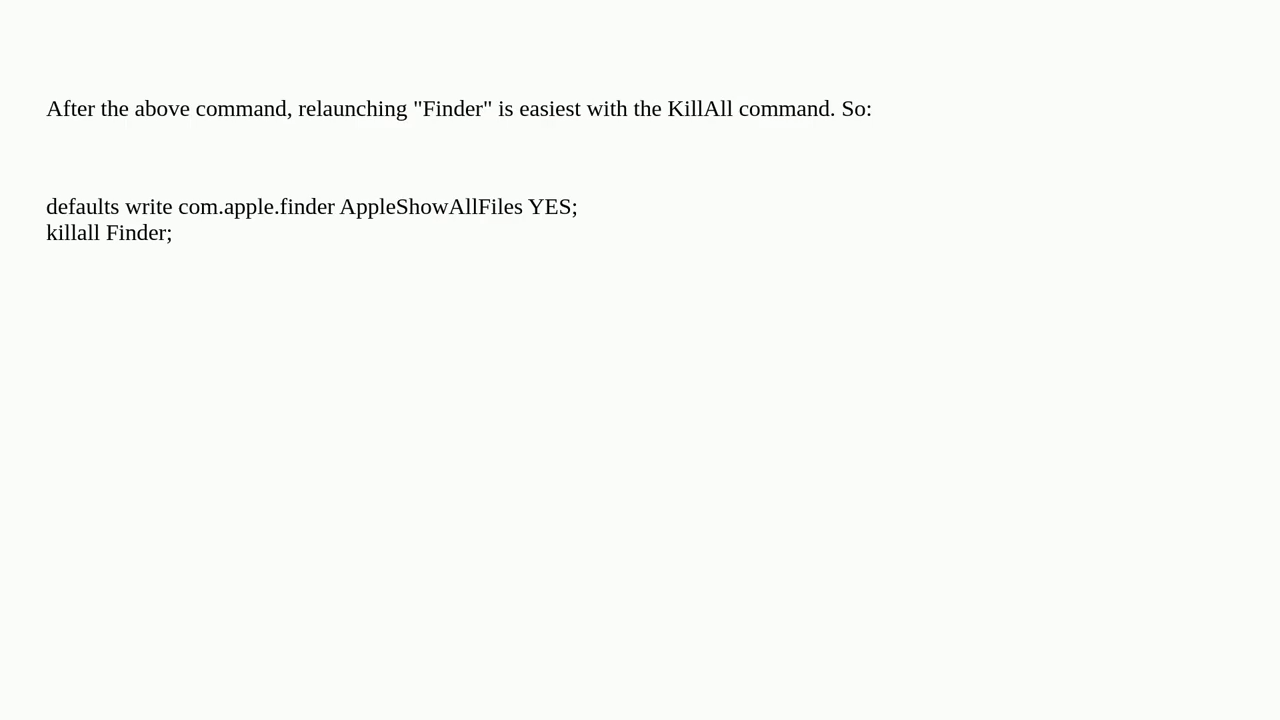 After the above command, relaunching "Finder" is easiest with the KillAll command. So:
defaults write com.apple.finder AppleShowAllFiles YES;
killall Finder;